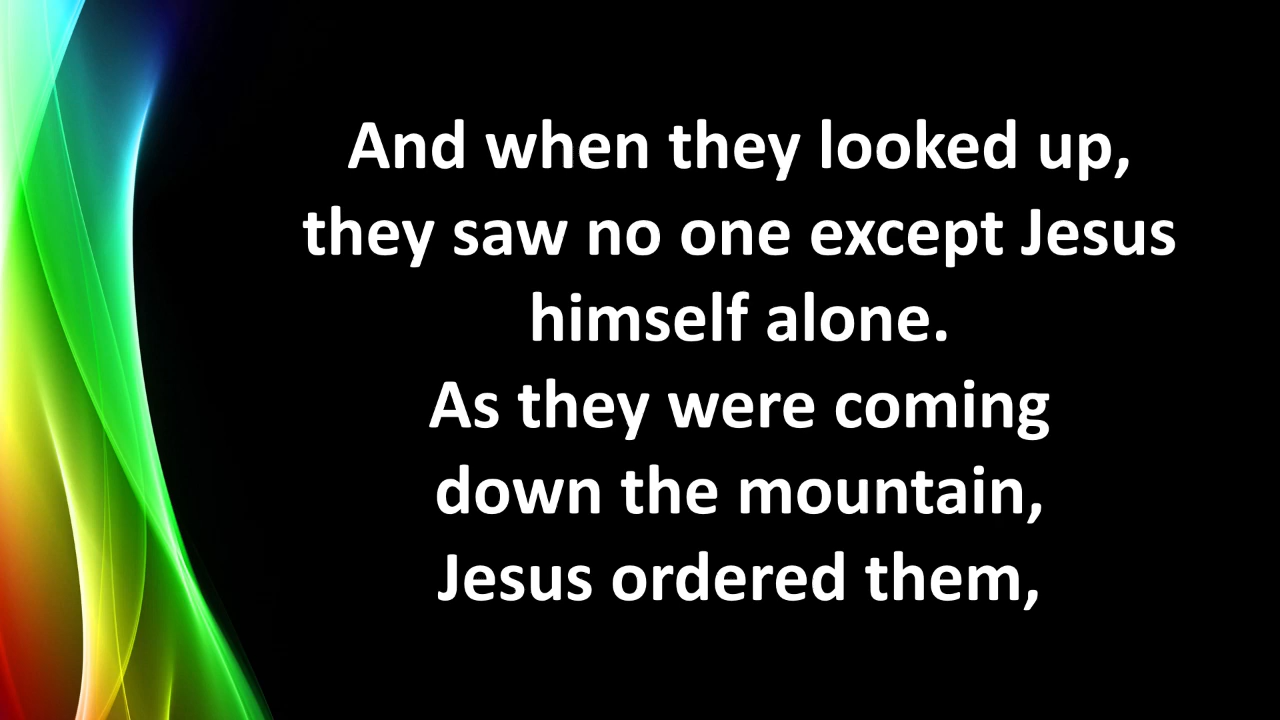 And when they looked up,
they saw no one except Jesus
himself alone.
As they were coming
down the mountain,
Jesus ordered them,